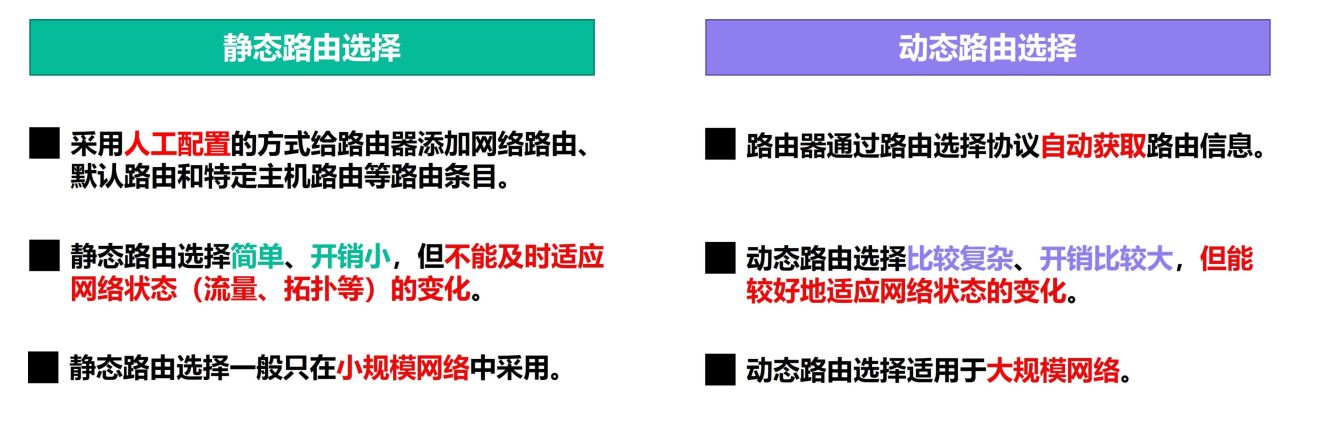 静态路由选择
采用人工配置的方式给路由器添加网络路由、
默认路由和特定主机路由等路由条目。
静态路由选择简单、开销小，但不能及时适应
网络状态（流量、拓扑等）的变化。
静态路由选择一般只在小规模网络中采用。
动态路由选择
路由器通过路由选择协议自动获取路由信息。
动态路由选择比较复杂、开销比较大，但能
较好地适应网络状态的变化。
动态路由选择适用于大规模网络。